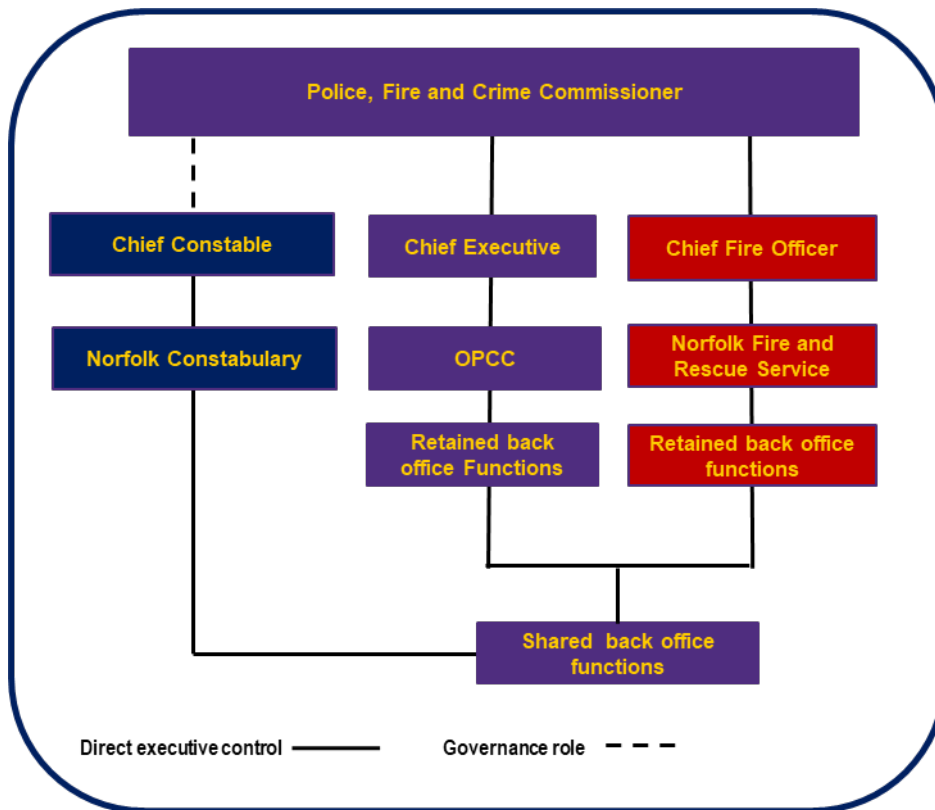 Police, Fire and Crime Commissioner
Chief Constable
Chief Executive
Chief Fire Officer
Norfolk Constabulary
OPCC
Norfolk Fire and
Rescue Service
Retained back
office Functions
Retained back office
functions
Shared back office
functions
Direct executive control
Governance role